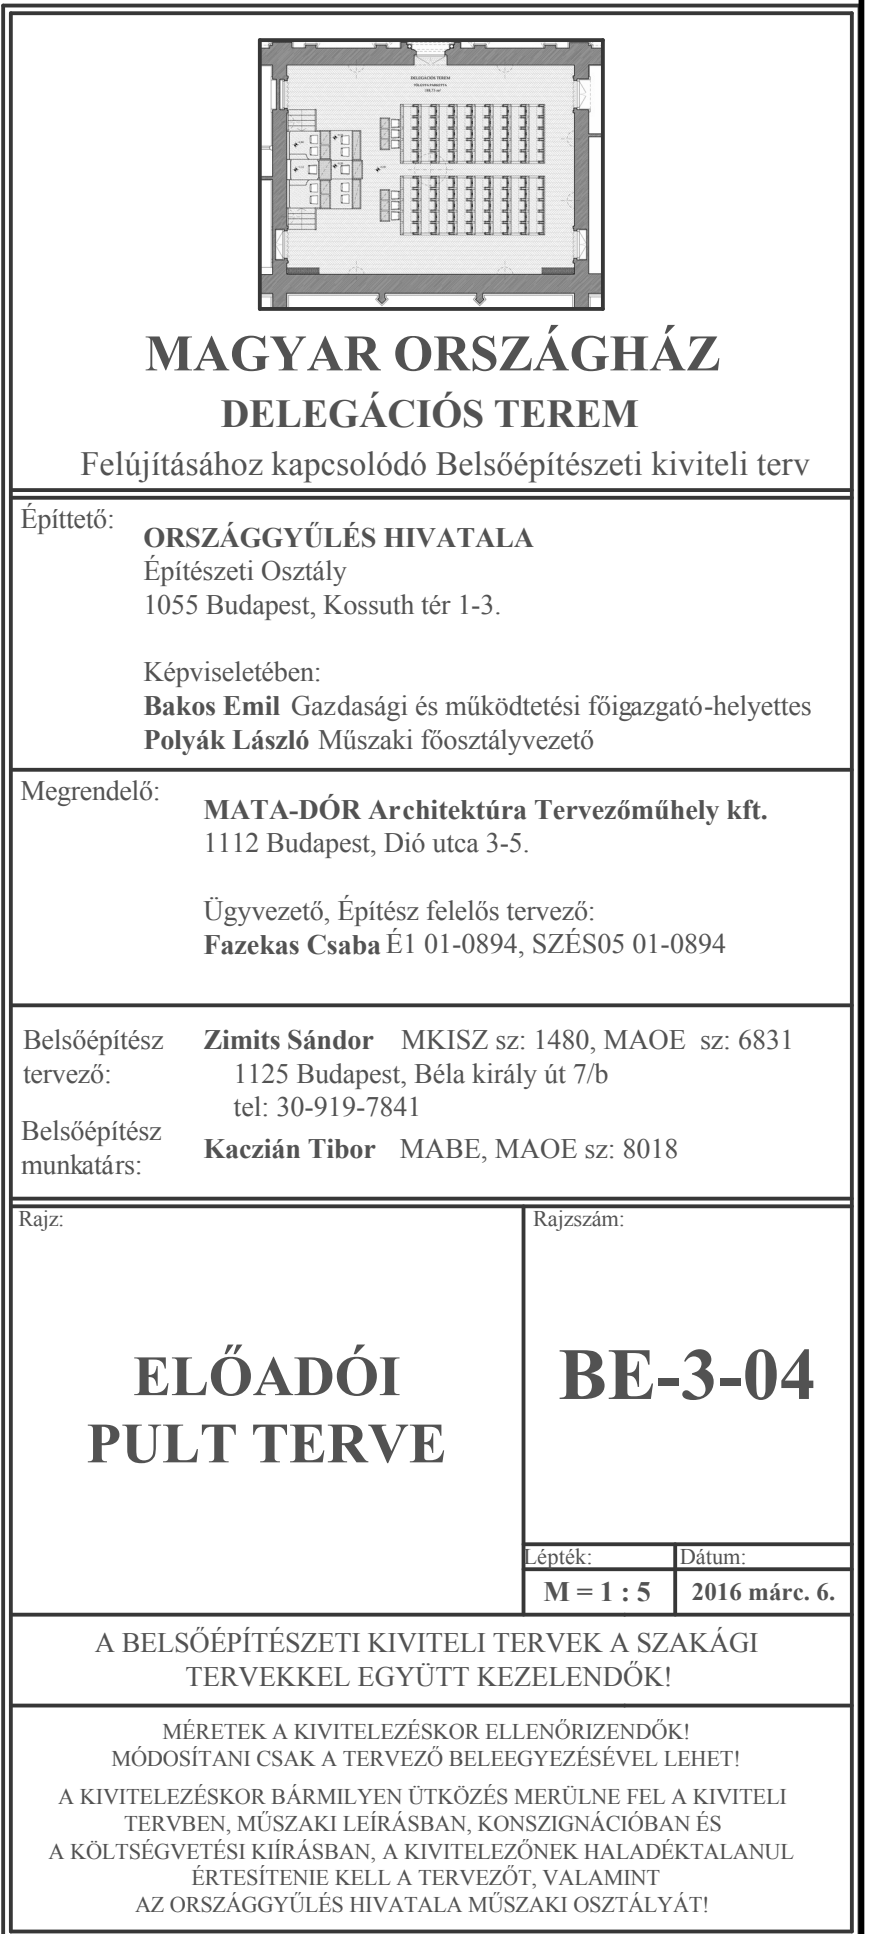 DELEGÁCIÓS TEREM
MAGYAR ORSZÁGHÁZ
DELEGÁCIÓS TEREM
Felújításához kapcsolódó Belsőépítészeti kiviteli terv
Építtető:
ORSZÁGGYŰLÉS HIVATALA
Építészeti Osztály
1055 Budapest, Kossuth tér 1-3.
Képviseletében:
Bakos Emil Gazdasági és működtetési főigazgató-helyettes
Polyák László Műszaki főosztályvezető
Megrendelő:
MATA-DÓR Architektúra Tervezőműhely kft.
1112 Budapest, Dió utca 3-5.
Ügyvezető, Építész felelős tervező:
Fazekas Csaba É1 01-0894, SZÉS05 01-0894
Belsőépítész tervező:
Zimits Sándor MKISZ sz: 1480, MAOE sz: 6831
1125 Budapest, Béla király út 7/b
tel: 30-919-7841
Belsőépítész munkatárs:
Kaczián Tibor MABE, MAOE sz: 8018
Rajz:
ELŐADÓI
PULT TERVE
Rajzszám:
BE-3-04
Lépték:
M = 1 : 5
Dátum:
2016 márc. 6.
A BELSŐÉPÍTÉSZETI KIVITELI TERVEK A SZAKÁGI
TERVEKKEL EGYÜTT KEZELENDŐK!
MÉRETEK A KIVITELEZÉSKOR ELLENŐRIZENDŐK!
MÓDOSÍTANI CSAK A TERVEZŐ BELEEGYEZÉSÉVEL LEHET!
A KIVITELEZÉSKOR BÁRMILYEN ÜTKÖZÉS MERÜLNE FEL A KIVITELI
TERVBEN, MŰSZAKI LEÍRÁSBAN, KONSZIGNÁCIÓBAN ÉS
A KÖLTSÉGVETÉSI KIÍRÁSBAN, A KIVITELEZŐNEK HALADÉKTALANUL
ÉRTESÍTENIE KELL A TERVEZŐT, VALAMINT
AZ ORSZÁGGYŰLÉS HIVATALA MŰSZAKI OSZTÁLYÁT!